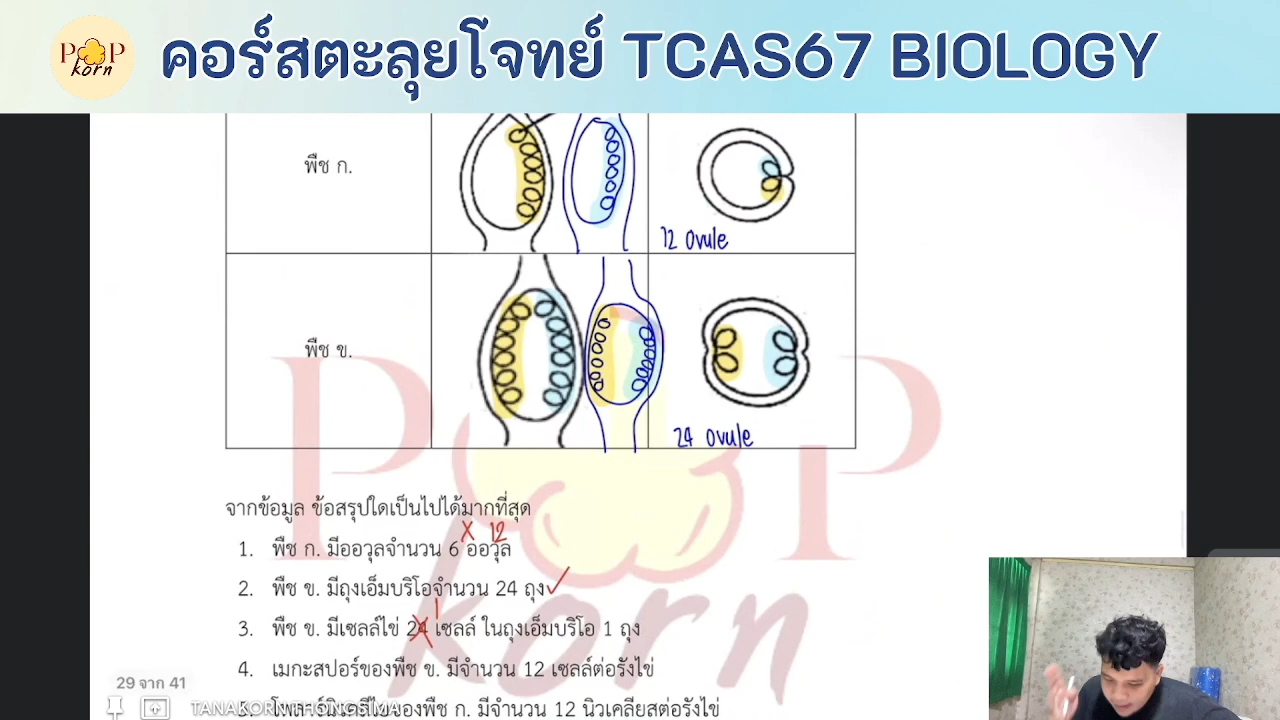 POP korn
คอร์สตะลุยโจทย์ TCAS67 BIOLOGY
พืช ก.
12 Ovule
พืช ข.
24 Ovule
POP
korn
จากข้อมูล ข้อสรุปใดเป็นไปได้มากที่สุด
X 12
1. พืช ก. มีออวุลจำนวน 6 ออวุล
2. พืช ข. มีถุงเอ็มบริโอจำนวน 24 ถุง ✓
1
3. พืช ข. มีเซลล์ไข่ 24 เซลล์ ในถุงเอ็มบริโอ 1 ถุง
4. เมกะสปอร์ของพืช ข. มีจำนวน 12 เซลล์ต่อรังไข่
29 จาก 41
5. โพลาร์นิวคลีไอของพืช ก. มีจำนวน 12 นิวเคลียสต่อรังไข่